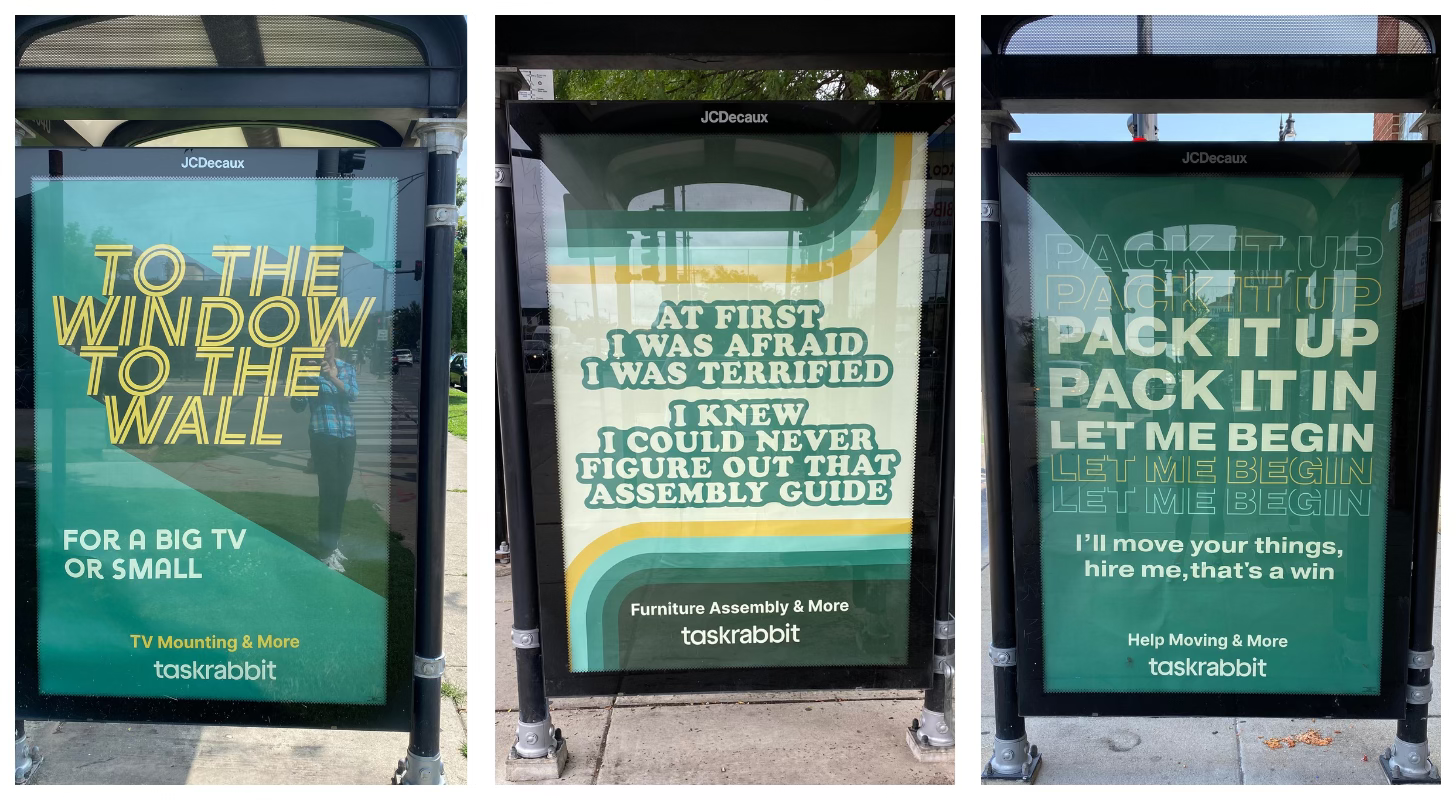 JCDecaux
TO THE
WINDOW
TO THE
WALL
FOR A BIG TV
OR SMALL
TV Mounting & More
taskrabbit
JCDecaux
AT FIRST
I WAS AFRAID
I WAS TERRIFIED
I KNEW
I COULD NEVER
FIGURE OUT THAT
ASSEMBLY GUIDE
Furniture Assembly & More
taskrabbit
JCDecaux
PACK IT UP
PACK IT UP
PACK IT UP
PACK IT IN
LET ME BEGIN
LET ME BEGIN
LET ME BEGIN
I'll move your things,
hire me,that's a win
Help Moving & More
taskrabbit